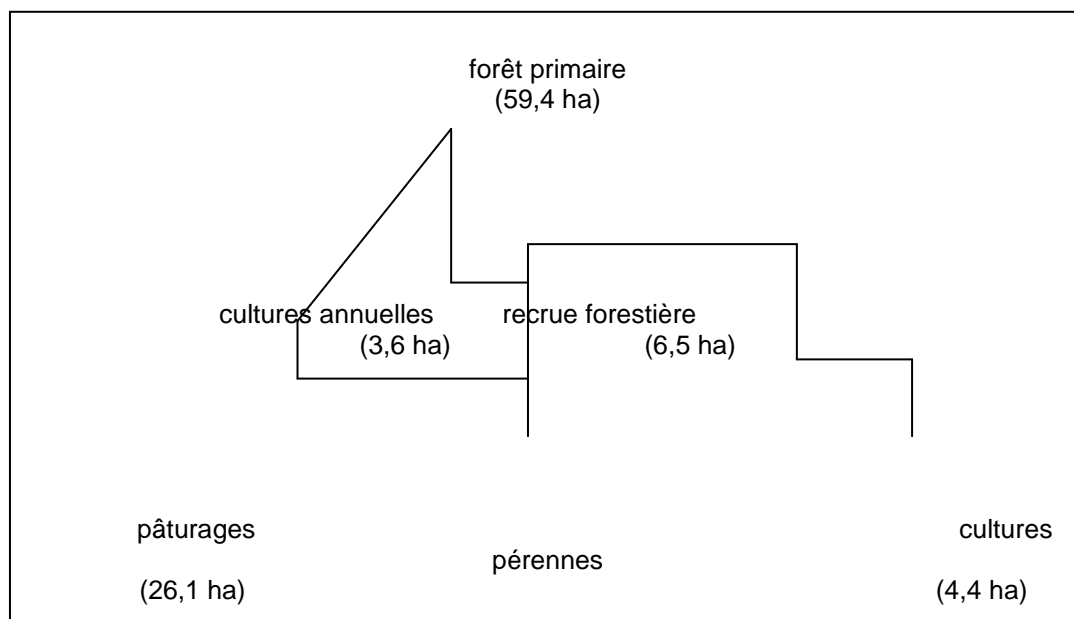 forêt primaire
(59,4 ha)
cultures annuelles recrue forestière
(3,6 ha) (6,5 ha)
pâturages cultures
pérennes
(26,1 ha) (4,4 ha)